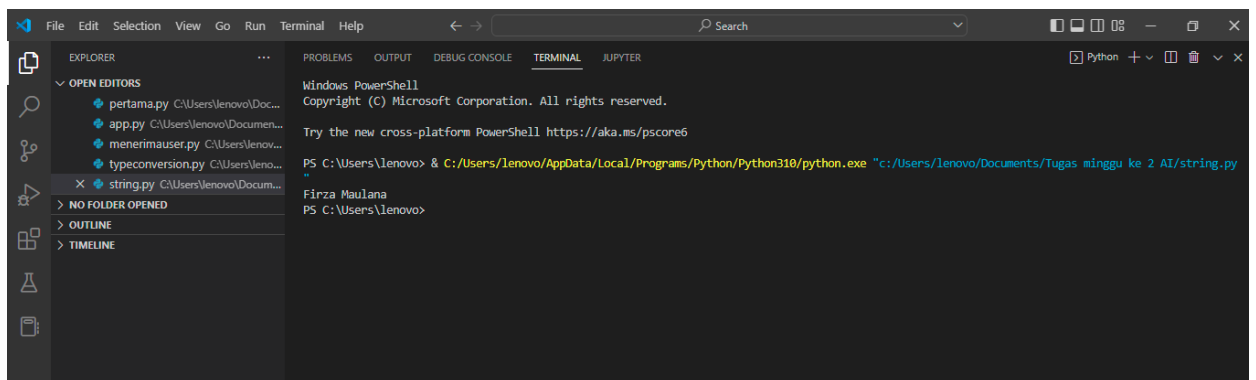 File Edit Selection View Go Run Terminal Help
Search
EXPLORER
OPEN EDITORS
pertama.py C:\Users\lenovo\Doc...
app.py C:\Users\lenovo\Documen...
menerimauser.py C:\Users\lenov...
typeconversion.py C:\Users\leno...
string.py C:\Users\lenovo\Docum...
NO FOLDER OPENED
OUTLINE
TIMELINE
PROBLEMS OUTPUT DEBUG CONSOLE TERMINAL JUPYTER
Python
Windows PowerShell
Copyright (C) Microsoft Corporation. All rights reserved.
Try the new cross-platform PowerShell https://aka.ms/pscore6
PS C:\Users\lenovo> & C:/Users/lenovo/AppData/Local/Programs/Python/Python310/python.exe "c:/Users/lenovo/Documents/Tugas minggu ke 2 AI/string.py
"
Firza Maulana
PS C:\Users\lenovo>